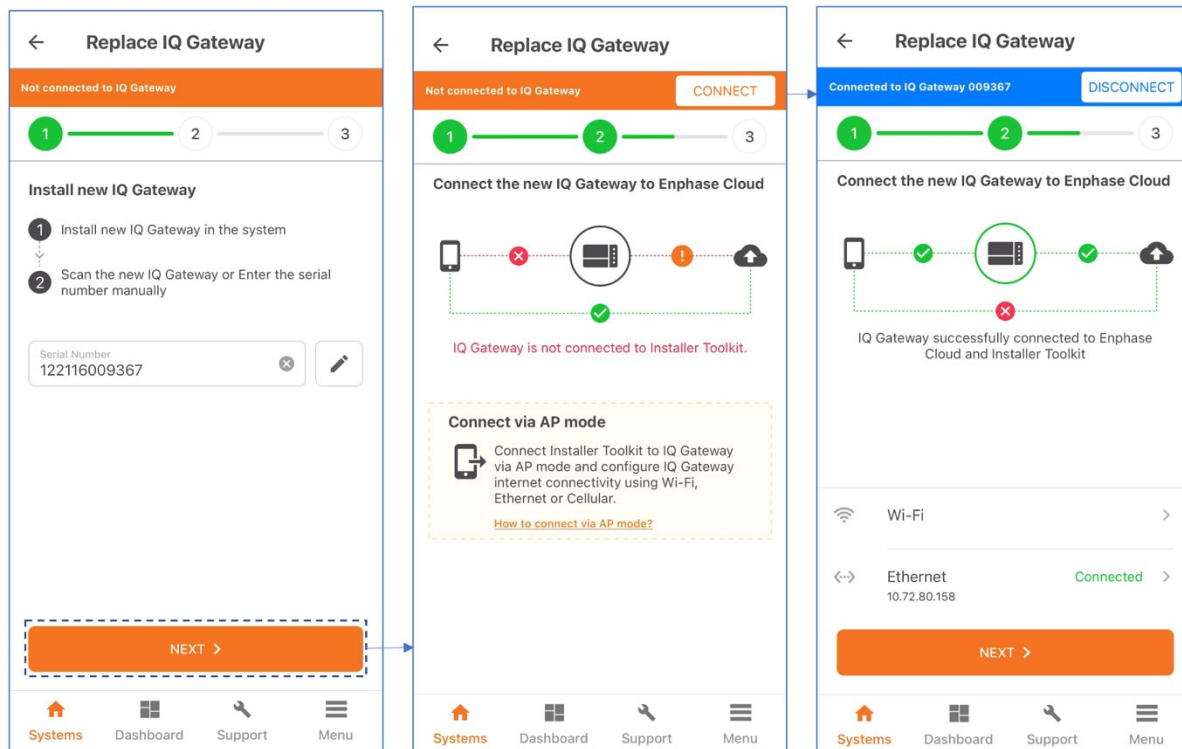 Replace IQ Gateway
Not connected to IQ Gateway
1
2
3
Install new IQ Gateway
1 Install new IQ Gateway in the system
2 Scan the new IQ Gateway or Enter the serial
number manually
Serial Number
122116009367
NEXT
Systems Dashboard Support Menu
Replace IQ Gateway
Not connected to IQ Gateway CONNECT
1
2
3
Connect the new IQ Gateway to Enphase Cloud
IQ Gateway is not connected to Installer Toolkit.
Connect via AP mode
Connect Installer Toolkit to IQ Gateway
via AP mode and configure IQ Gateway
internet connectivity using Wi-Fi,
Ethernet or Cellular.
How to connect via AP mode?
Systems Dashboard Support Menu
Replace IQ Gateway
Connected to IQ Gateway 009367 DISCONNECT
1
2
3
Connect the new IQ Gateway to Enphase Cloud
IQ Gateway successfully connected to Enphase
Cloud and Installer Toolkit
Wi-Fi
Ethernet Connected
10.72.80.158
NEXT
Systems Dashboard Support Menu